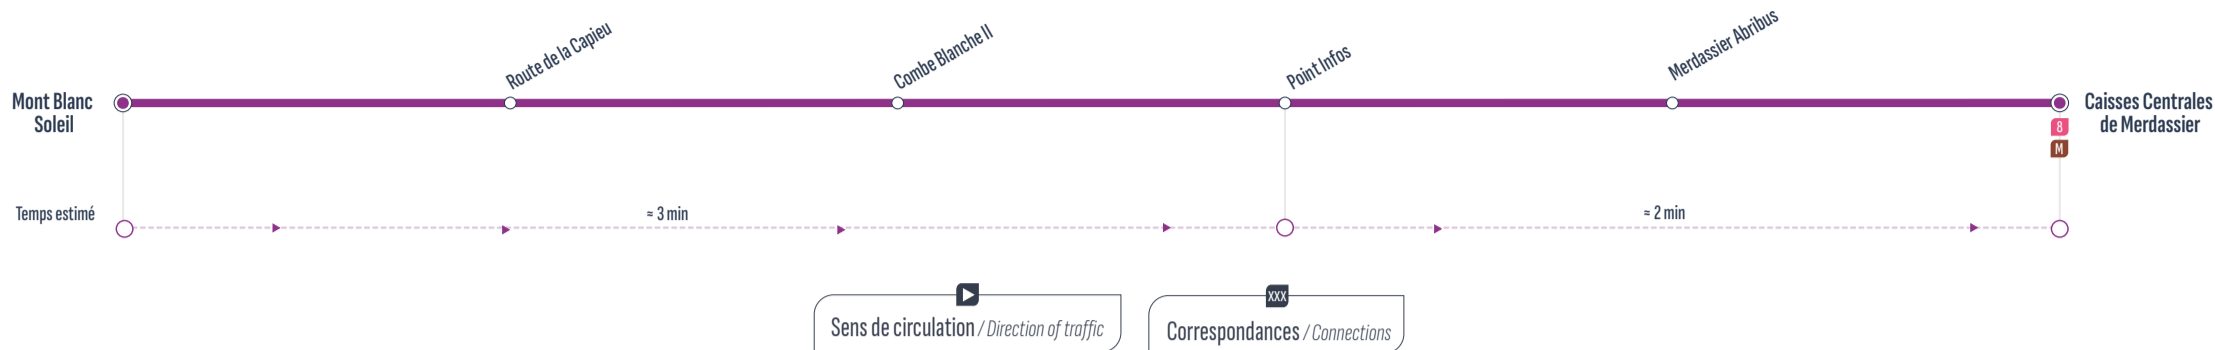 Route de la Capieu
Combe Blanche II
Point Infos
Merdassier Abribus
Mont Blanc
Soleil
Caisses Centrales
de Merdassier
8
M
Temps estimé
≈ 3 min
≈ 2 min
XXX
Sens de circulation / Direction of traffic
Correspondances / Connections